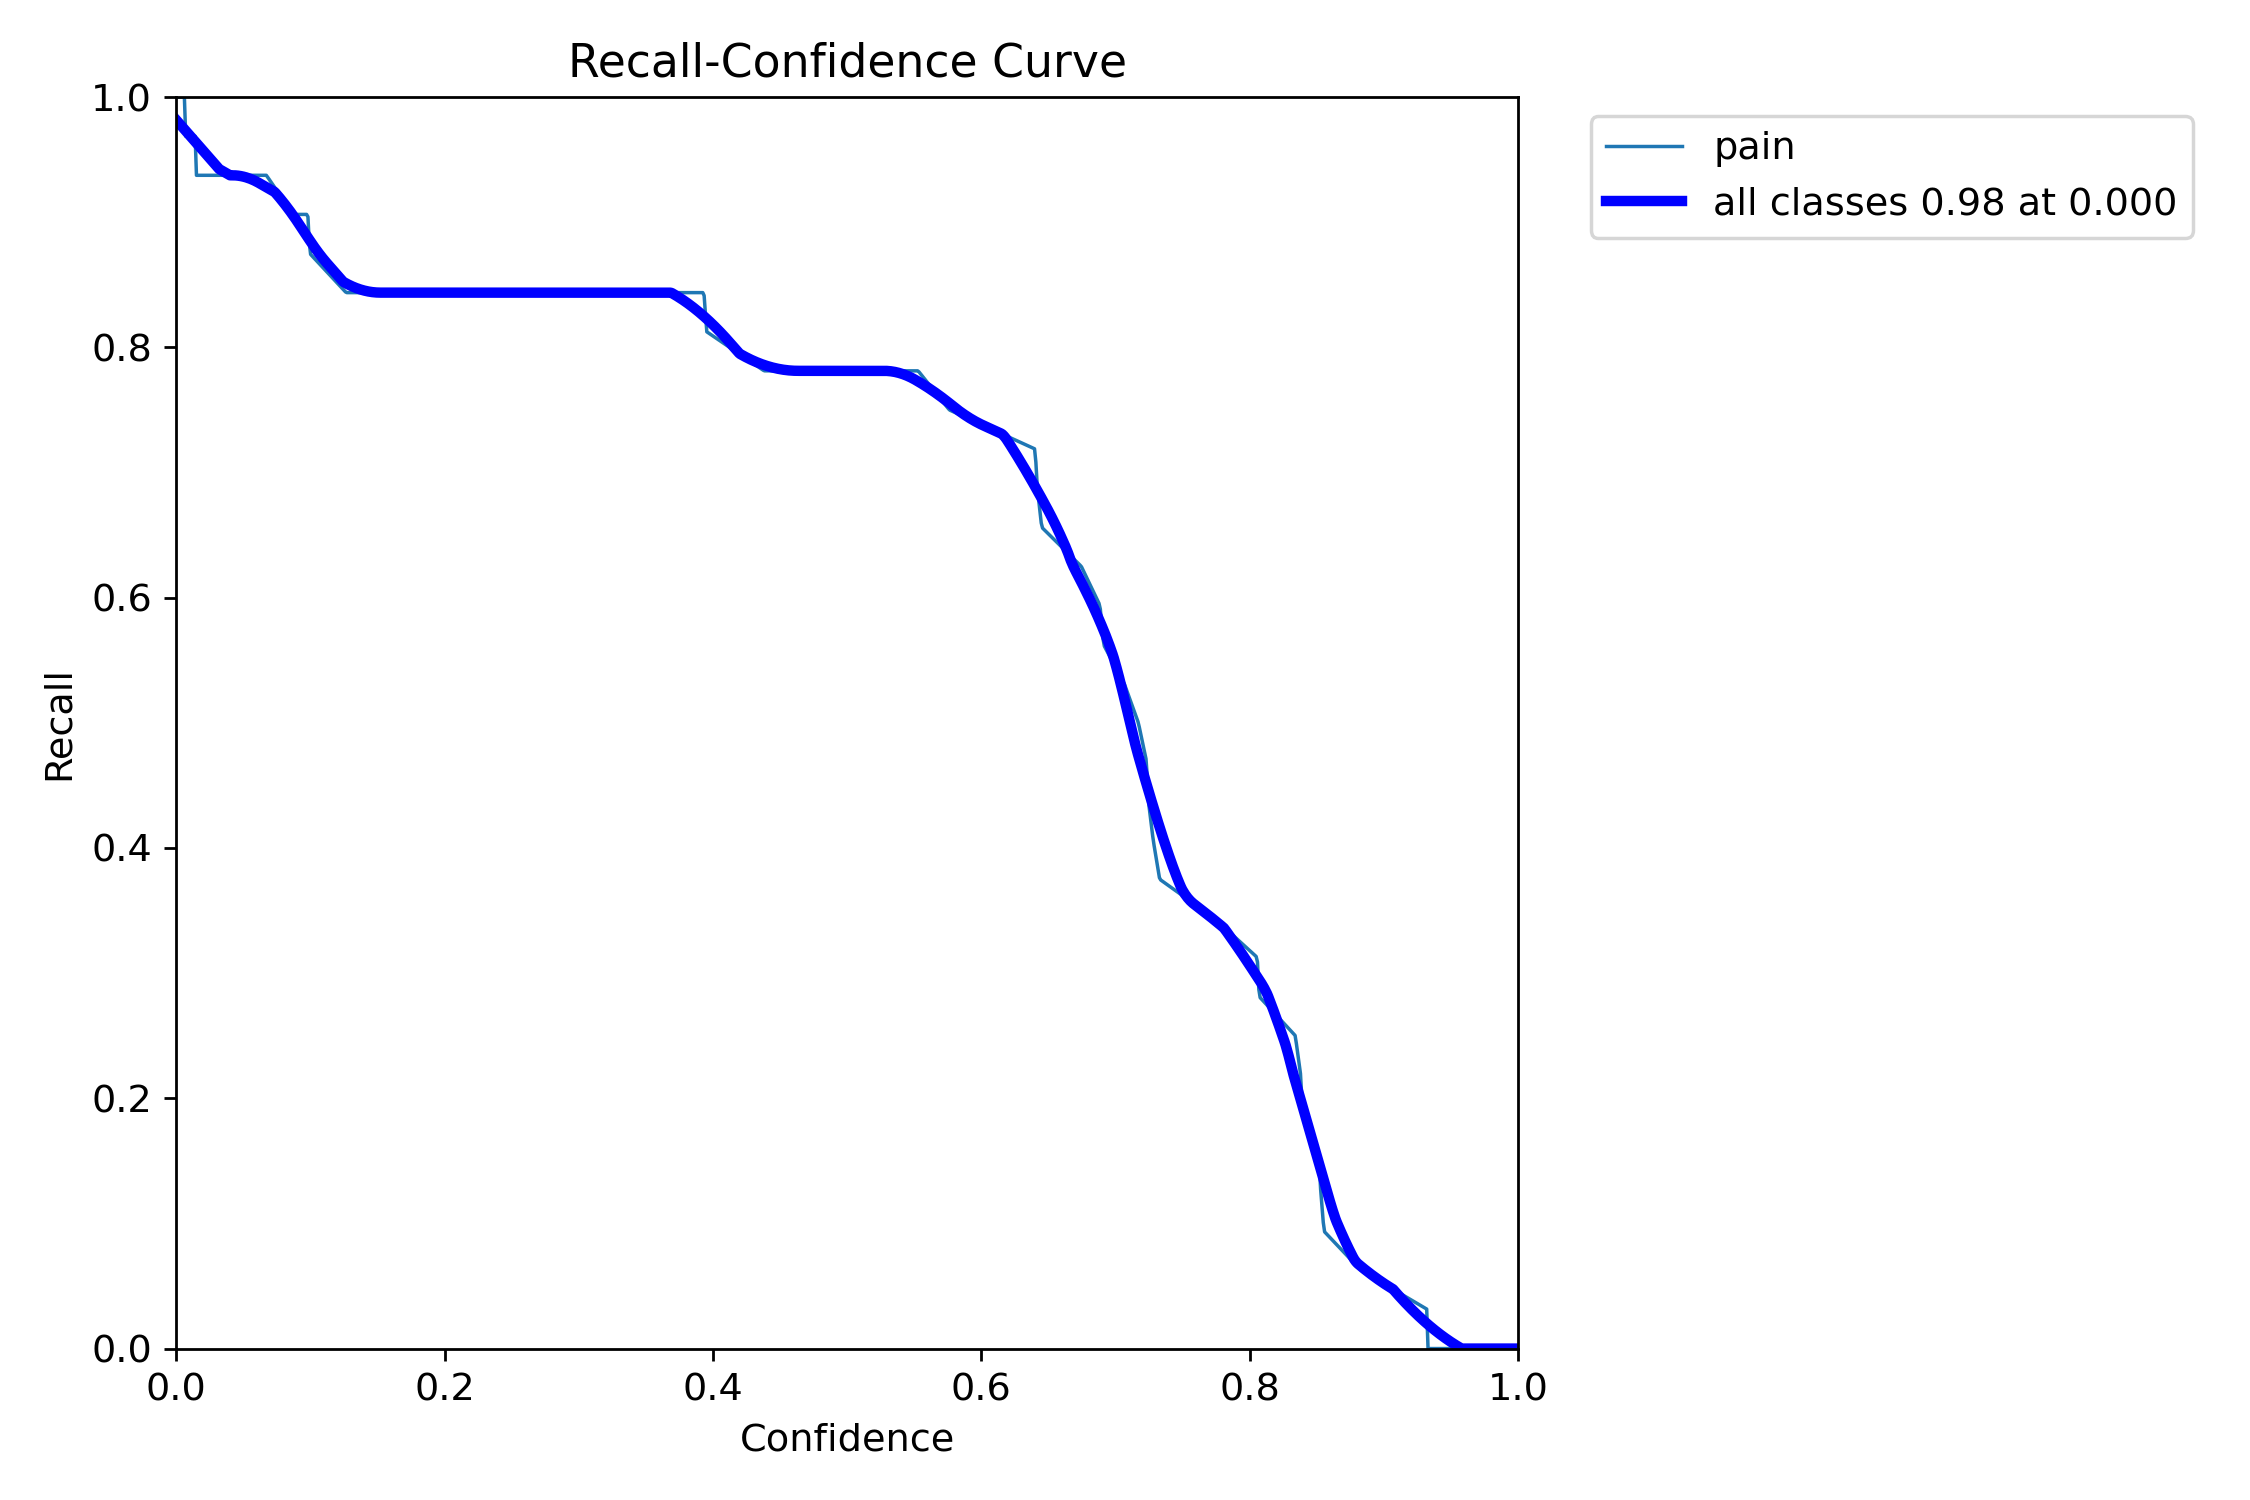 Recall-Confidence Curve
1.0
0.8
0.6
0.4
0.2
0.0
Recall
0.0 0.2 0.4 0.6 0.8 1.0
Confidence
pain
all classes 0.98 at 0.000